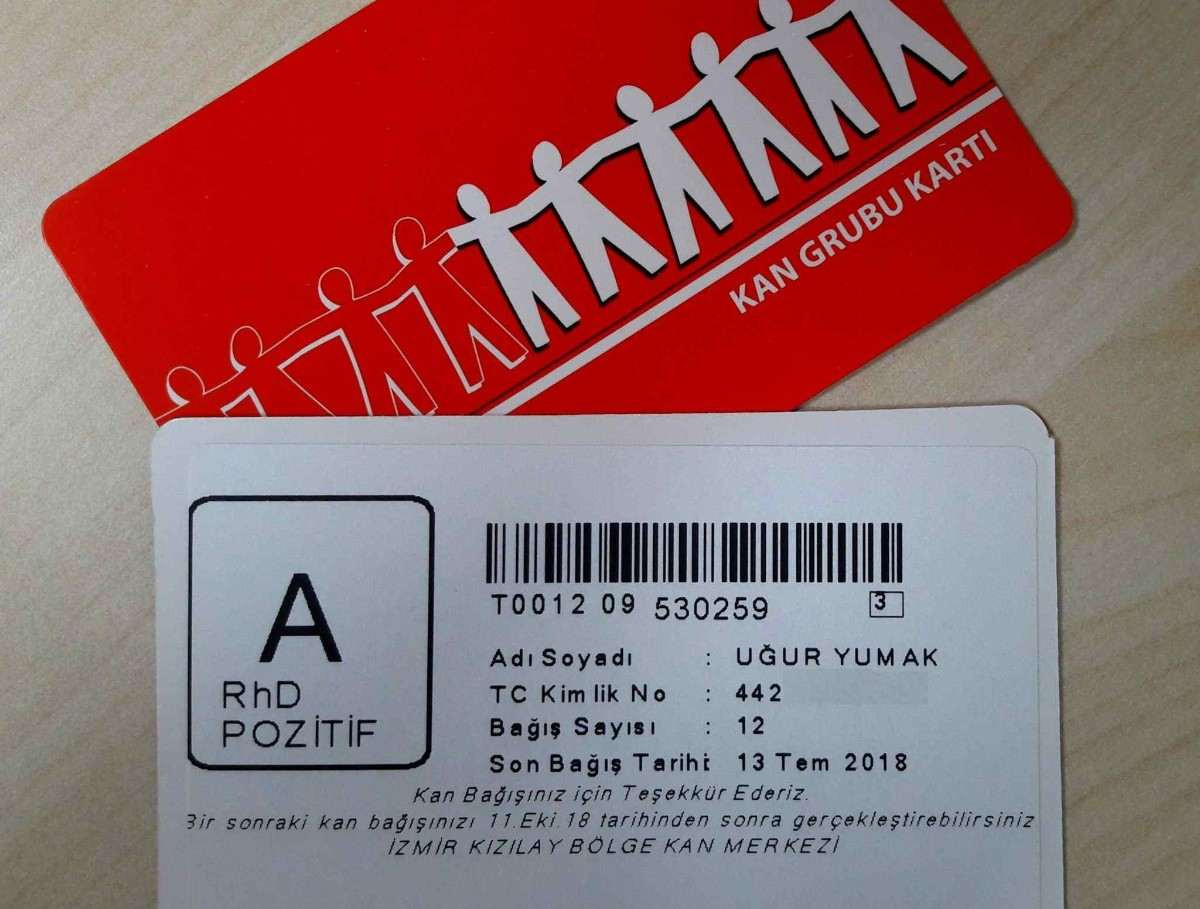 KAN GRUBU KARTI
A
RhD
POZİTİF
T0012 09 530259 3
Adı Soyadı : UĞUR YUMAK
TC Kimlik No : 442
Bağış Sayısı : 12
Son Bağış Tarihi: 13 Tem 2018
Kan Bağışınız için Teşekkür Ederiz.
Bir sonraki kan bağışınızı 11.Eki.18 tarihinden sonra gerçekleştirebilirsiniz
İZMİR KIZILAY BÖLGE KAN MERKEZİ